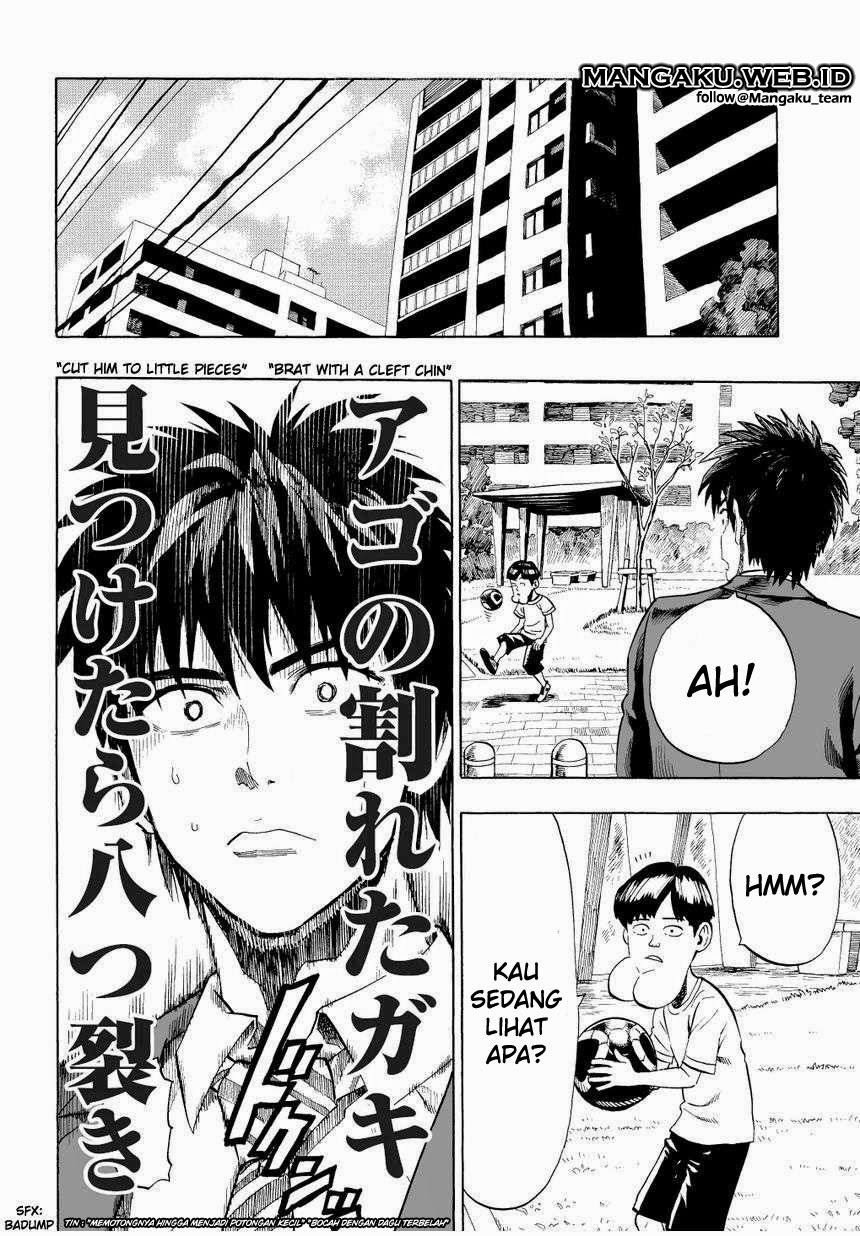 MANGAKU.WEB.ID
follow @Mangaku_team
"CUT HIM TO LITTLE PIECES" "BRAT WITH A CLEFT CHIN"
AH!
アゴの割れたガキ
見つけたら八つ裂き
ドクンッ
HMM?
KAU
SEDANG
LIHAT
APA?
SFX:
BADUMP
T/N : "MEMOTONGNYA HINGGA MENJADI POTONGAN KECIL" "BOCAH DENGAN DAGU TERBELAH"